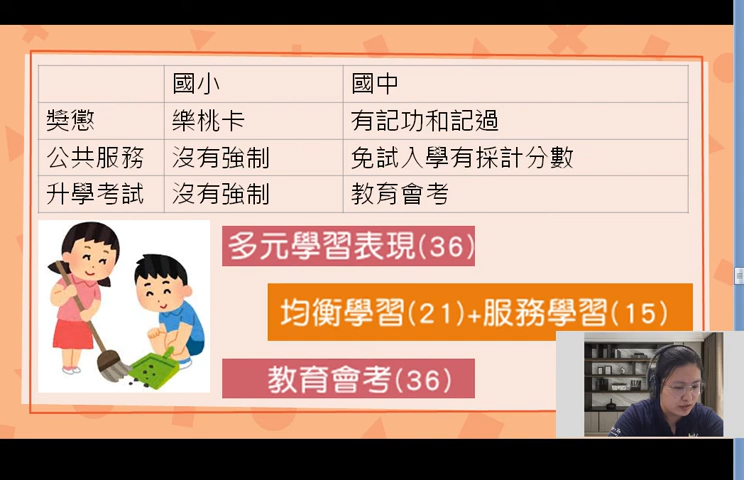 國小 國中
獎懲 樂桃卡 有記功和記過
公共服務 沒有強制 免試入學有採計分數
升學考試 沒有強制 教育會考
多元學習表現(36)
均衡學習(21)+服務學習(15)
教育會考(36)